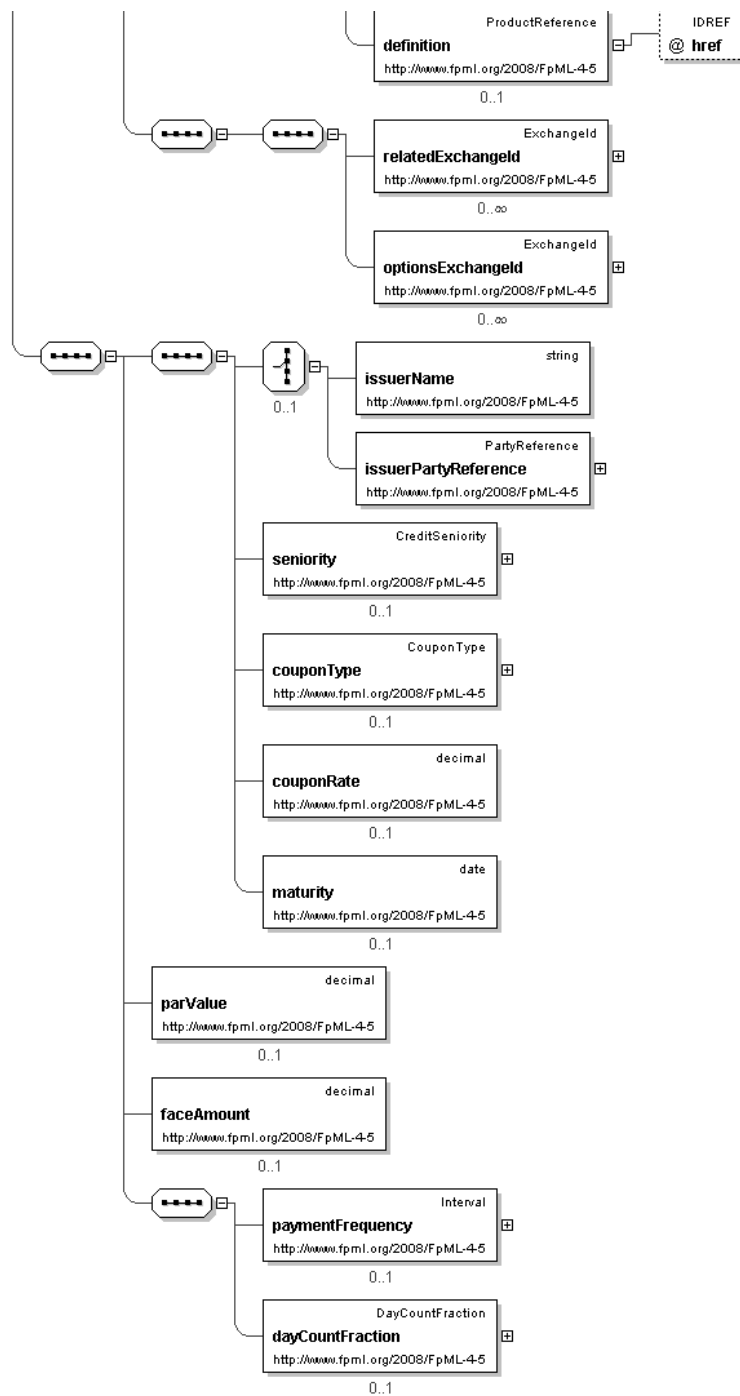 ProductReference
IDREF
definition
@ href
http://www.fpml.org/2008/FpML-4-5
0..1
ExchangeId
relatedExchangeId
http://www.fpml.org/2008/FpML-4-5
0..∞
ExchangeId
optionsExchangeId
http://www.fpml.org/2008/FpML-4-5
0..∞
string
issuerName
http://www.fpml.org/2008/FpML-4-5
0..1
PartyReference
issuerPartyReference
http://www.fpml.org/2008/FpML-4-5
CreditSeniority
seniority
http://www.fpml.org/2008/FpML-4-5
0..1
CouponType
couponType
http://www.fpml.org/2008/FpML-4-5
0..1
decimal
couponRate
http://www.fpml.org/2008/FpML-4-5
0..1
date
maturity
http://www.fpml.org/2008/FpML-4-5
0..1
decimal
parValue
http://www.fpml.org/2008/FpML-4-5
0..1
decimal
faceAmount
http://www.fpml.org/2008/FpML-4-5
0..1
Interval
paymentFrequency
http://www.fpml.org/2008/FpML-4-5
0..1
DayCountFraction
dayCountFraction
http://www.fpml.org/2008/FpML-4-5
0..1